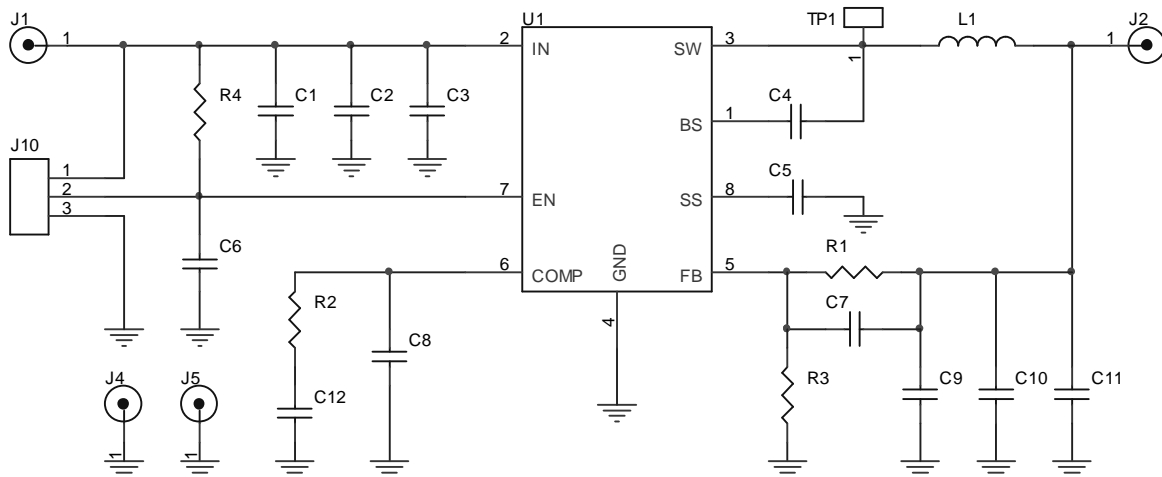 J1
U1
TP1
L1
J2
1
2
IN
SW
3
1
1
R4
C1
C2
C3
C4
BS
1
J10
1
2
3
7
EN
SS
8
C5
C6
6
COMP
GND
FB
5
R1
R2
C8
4
C7
J4
J5
C12
R3
C9
C10
C11
1
1